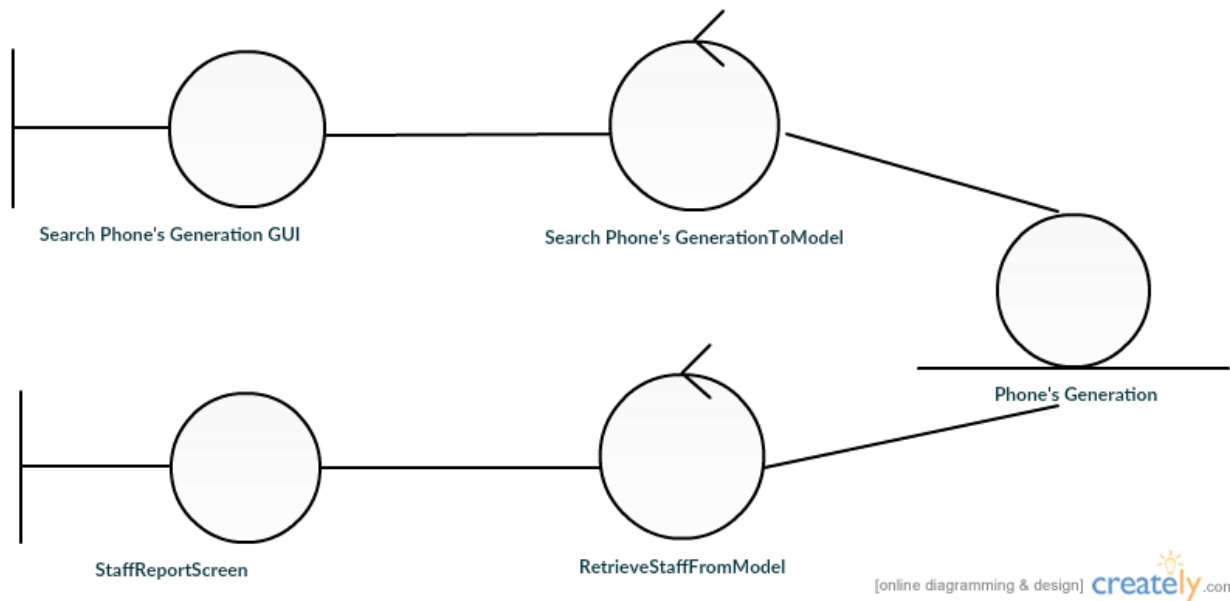 Search Phone's Generation GUI
Search Phone's GenerationToModel
Phone's Generation
StaffReportScreen
RetrieveStaffFromModel
[online diagramming & design] creately.com